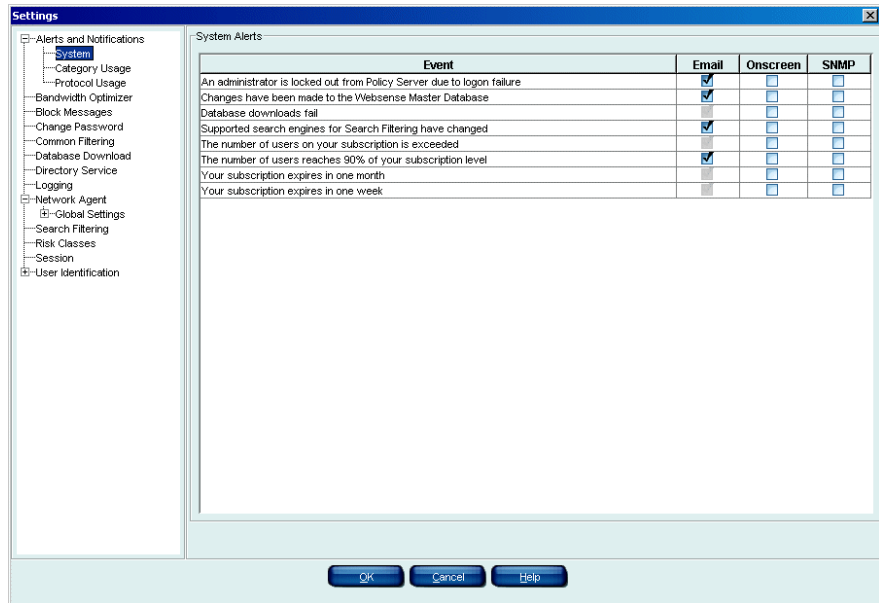 Settings
Alerts and Notifications
System
Category Usage
Protocol Usage
Bandwidth Optimizer
Block Messages
Change Password
Common Filtering
Database Download
Directory Service
Logging
Network Agent
Global Settings
Search Filtering
Risk Classes
Session
User Identification
System Alerts
Event Email Onscreen SNMP
An administrator is locked out from Policy Server due to logon failure
Changes have been made to the Websense Master Database
Database downloads fail
Supported search engines for Search Filtering have changed
The number of users on your subscription is exceeded
The number of users reaches 90% of your subscription level
Your subscription expires in one month
Your subscription expires in one week
OK Cancel Help